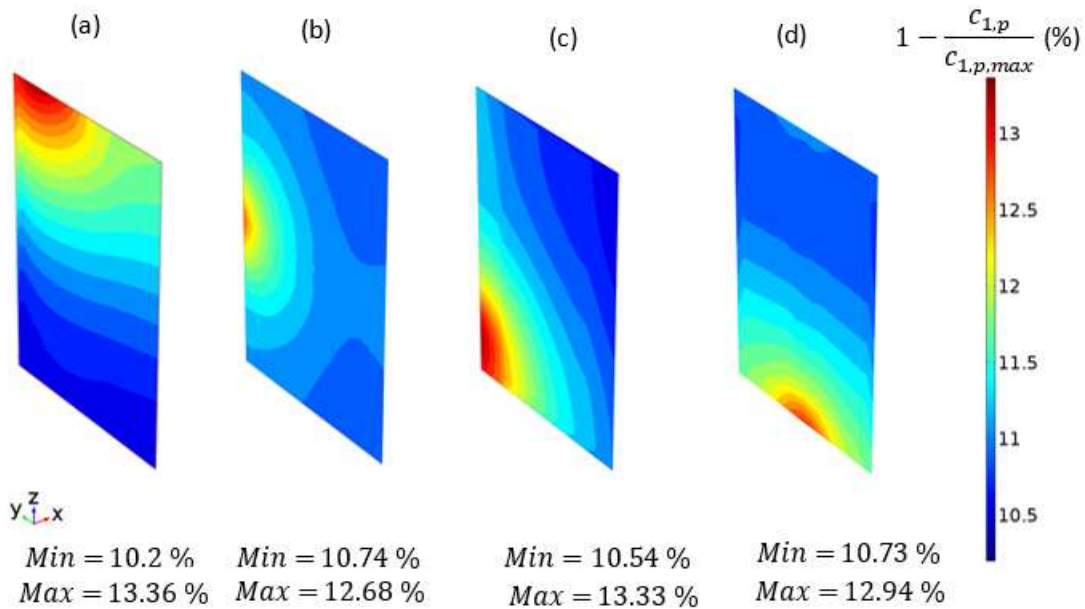 (a)
(b)
(c)
(d)
1 − c₁,ₚ / c₁,ₚ,ₘₐₓ (%)
13
12.5
12
11.5
11
10.5
y z x
Min = 10.2 %
Max = 13.36 %
Min = 10.74 %
Max = 12.68 %
Min = 10.54 %
Max = 13.33 %
Min = 10.73 %
Max = 12.94 %